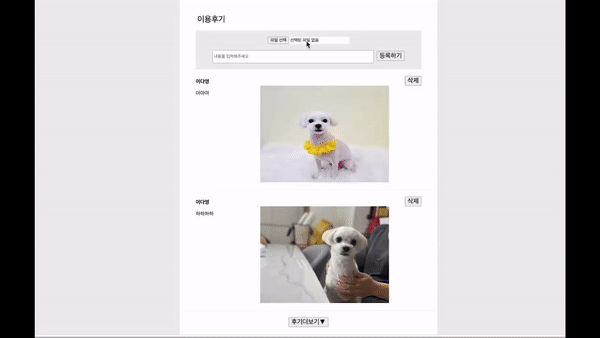 이용후기
파일 선택 선택된 파일 없음
내용을 입력해주세요
등록하기
이다영
삭제
아아아
이다영
삭제
하하하하
후기더보기▼